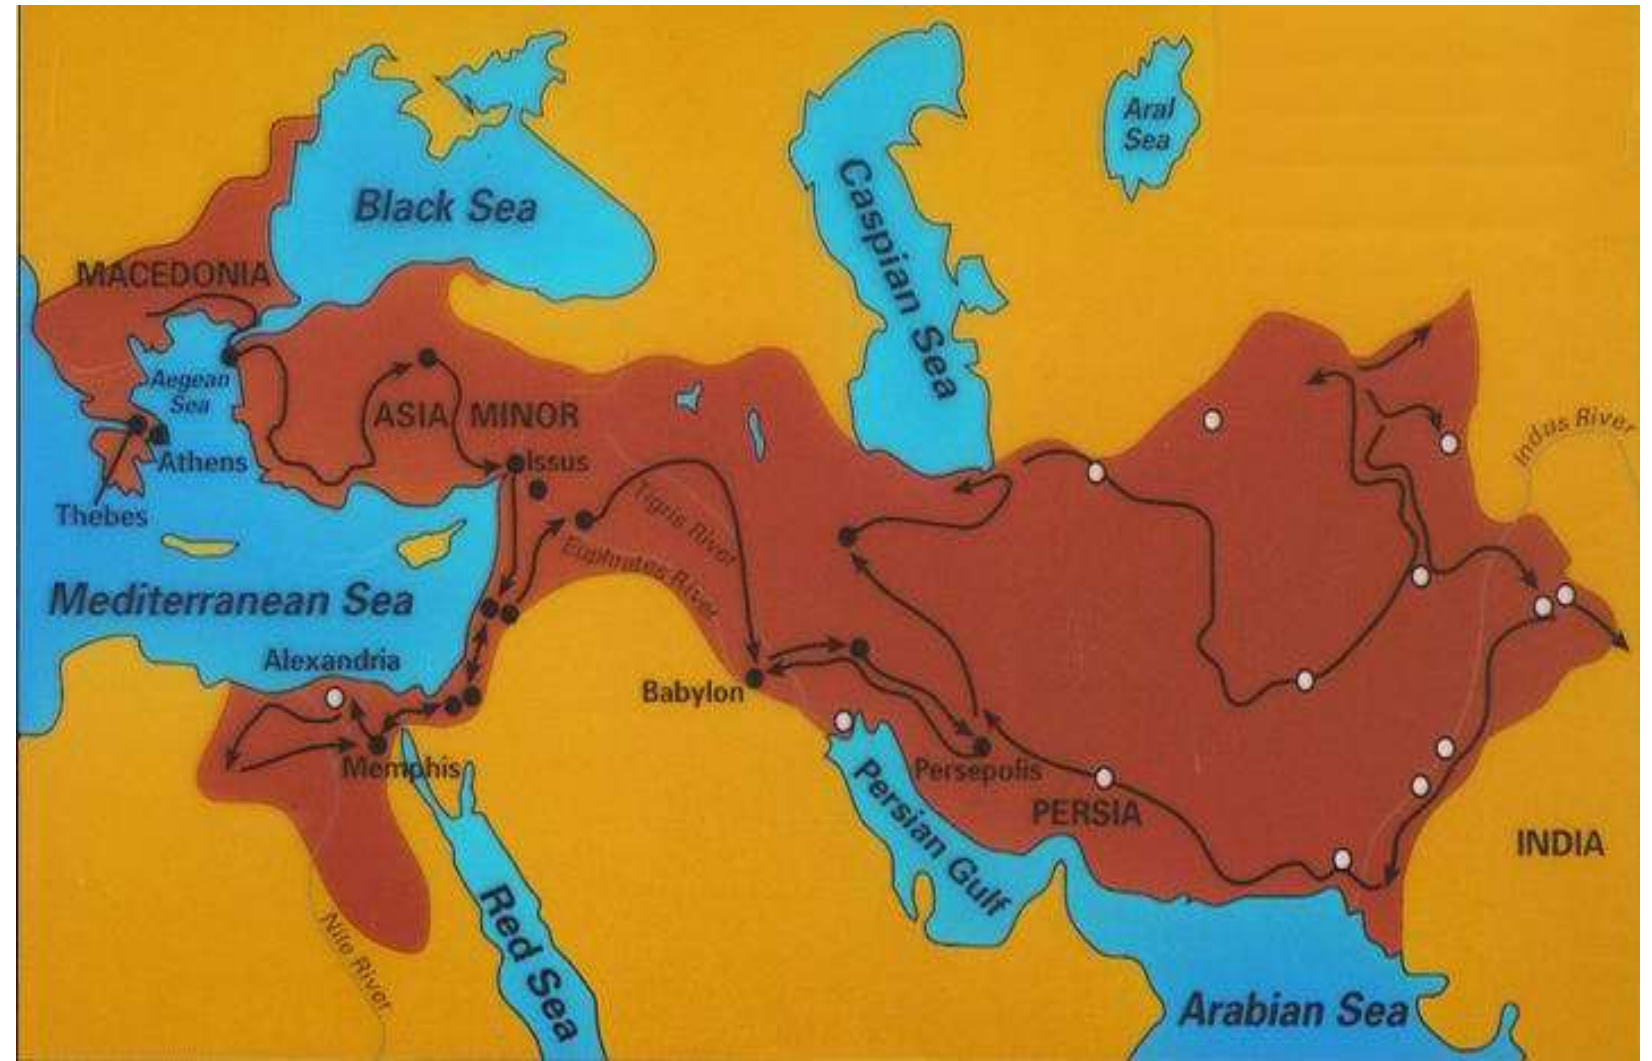 Aral
Sea
Black Sea
Caspian Sea
MACEDONIA
Aegean
Sea
ASIA MINOR
Indus River
Athens
Issus
Thebes
Tigris River
Euphrates River
Mediterranean Sea
Alexandria
Babylon
Memphis
Persepolis
Persian Gulf
PERSIA
INDIA
Nile River
Red Sea
Arabian Sea